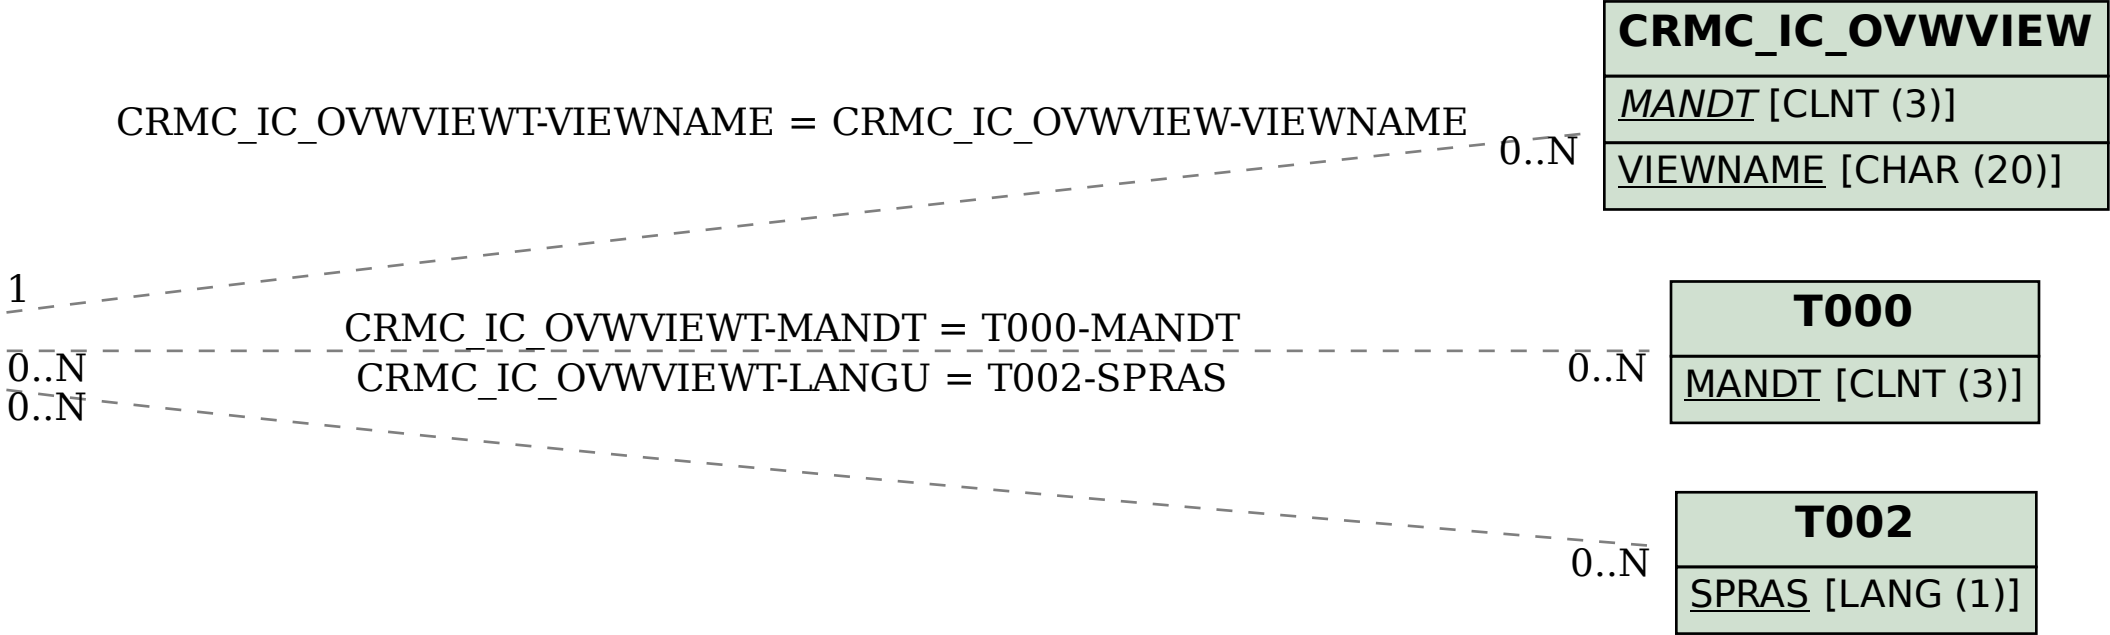 CRMC_IC_OVWVIEW
MANDT [CLNT (3)]
VIEWNAME [CHAR (20)]
CRMC_IC_OVWVIEWT-VIEWNAME = CRMC_IC_OVWVIEW-VIEWNAME
0..N
1
CRMC_IC_OVWVIEWT-MANDT = T000-MANDT
0..N
0..N
T000
MANDT [CLNT (3)]
CRMC_IC_OVWVIEWT-LANGU = T002-SPRAS
0..N
0..N
T002
SPRAS [LANG (1)]